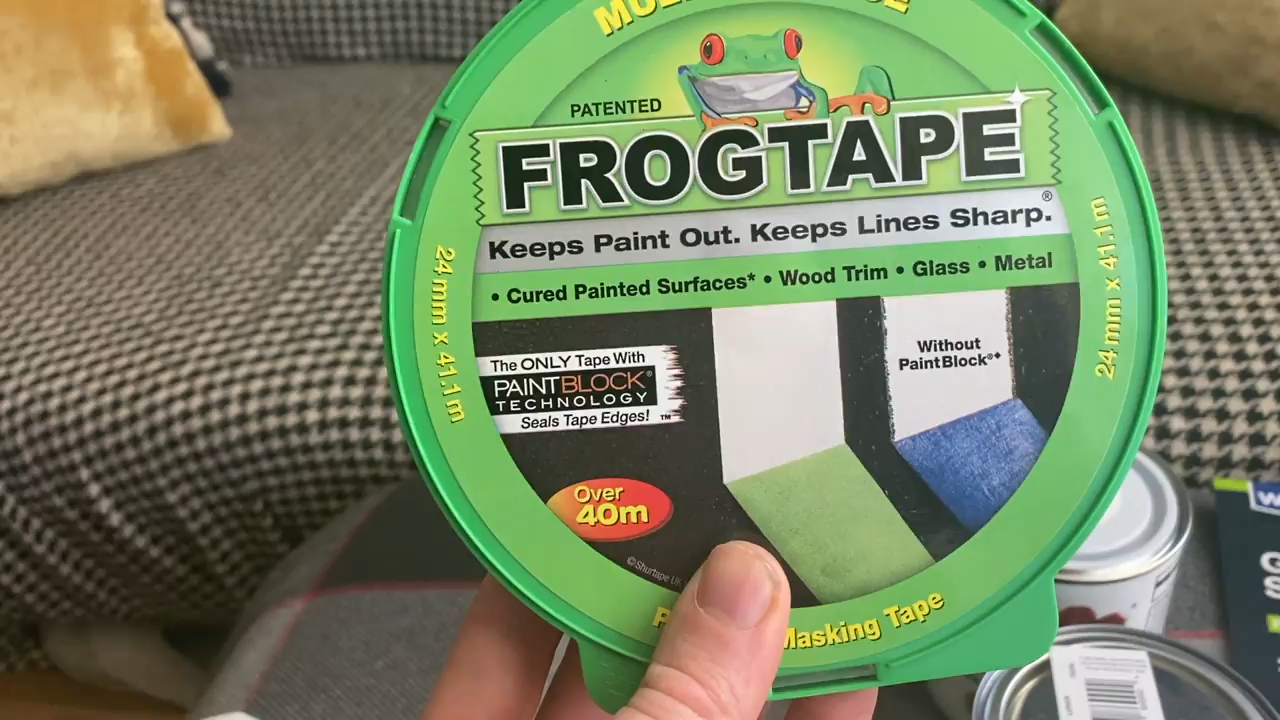 PATENTED
FROGTAPE
Keeps Paint Out. Keeps Lines Sharp.®
• Cured Painted Surfaces* • Wood Trim • Glass • Metal
24 mm x 41.1 m
24 mm x 41.1 m
The ONLY Tape With
PAINTBLOCK®
TECHNOLOGY
Seals Tape Edges! ™
Without
PaintBlock®♦
Over
40m
©Shurtape UK
Masking Tape